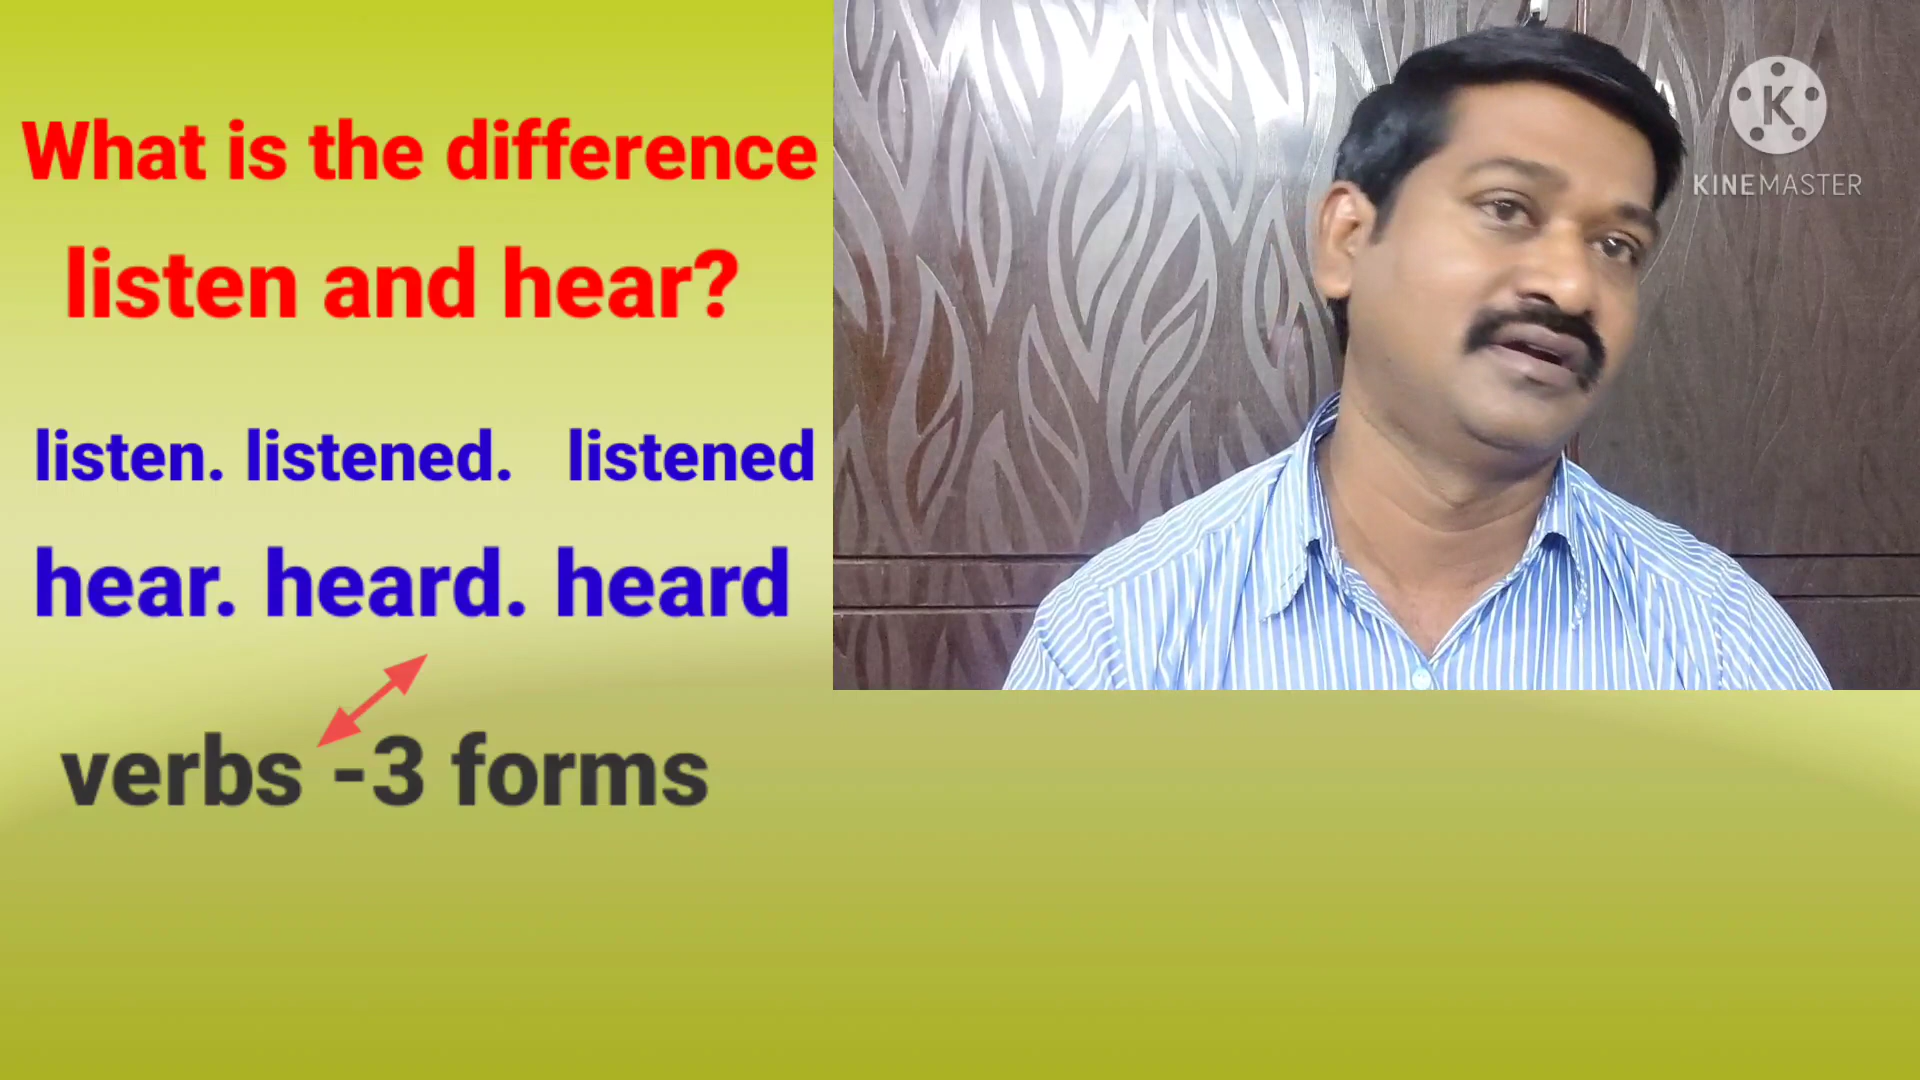 What is the difference
listen and hear?
listen. listened. listened
hear. heard. heard
verbs -3 forms
K
KINEMASTER